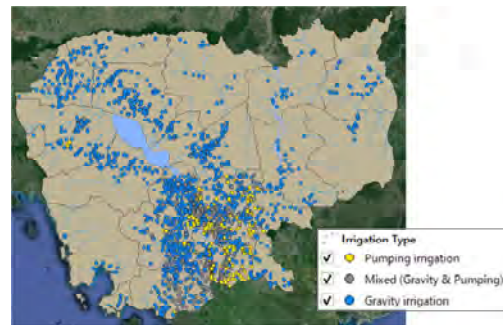 Irrigation Type
Pumping irrigation
Mixed (Gravity & Pumping)
Gravity irrigation